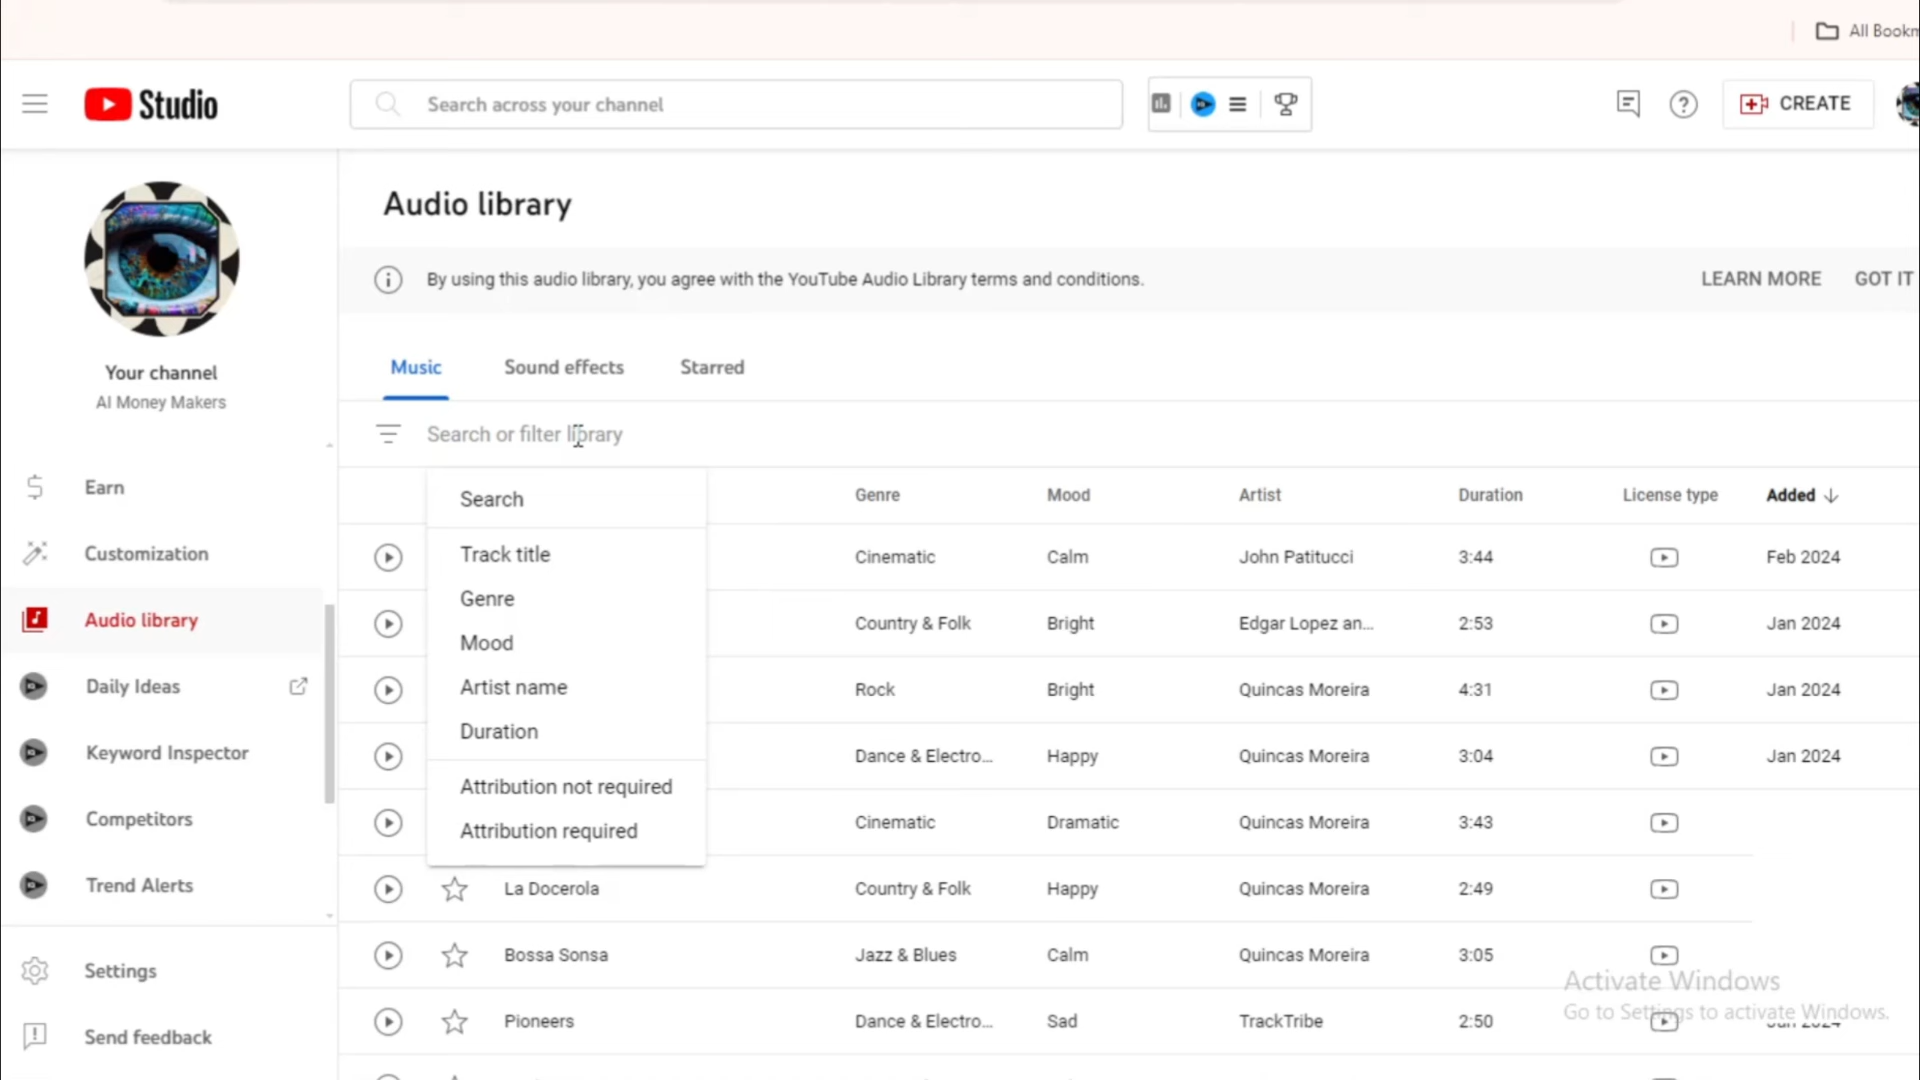 All Bookm
Studio
Search across your channel
CREATE
Audio library
By using this audio library, you agree with the YouTube Audio Library terms and conditions.
LEARN MORE
GOT IT
Your channel
AI Money Makers
Music
Sound effects
Starred
Search or filter library
Earn
Customization
Audio library
Daily Ideas
Keyword Inspector
Competitors
Trend Alerts
Settings
Send feedback
Search
Track title
Genre
Mood
Artist name
Duration
Attribution not required
Attribution required
Genre Mood Artist Duration License type Added
Cinematic Calm John Patitucci 3:44 Feb 2024
Country & Folk Bright Edgar Lopez an... 2:53 Jan 2024
Rock Bright Quincas Moreira 4:31 Jan 2024
Dance & Electro... Happy Quincas Moreira 3:04 Jan 2024
Cinematic Dramatic Quincas Moreira 3:43
La Docerola Country & Folk Happy Quincas Moreira 2:49
Bossa Sonsa Jazz & Blues Calm Quincas Moreira 3:05
Pioneers Dance & Electro... Sad TrackTribe 2:50
Activate Windows
Go to Settings to activate Windows.